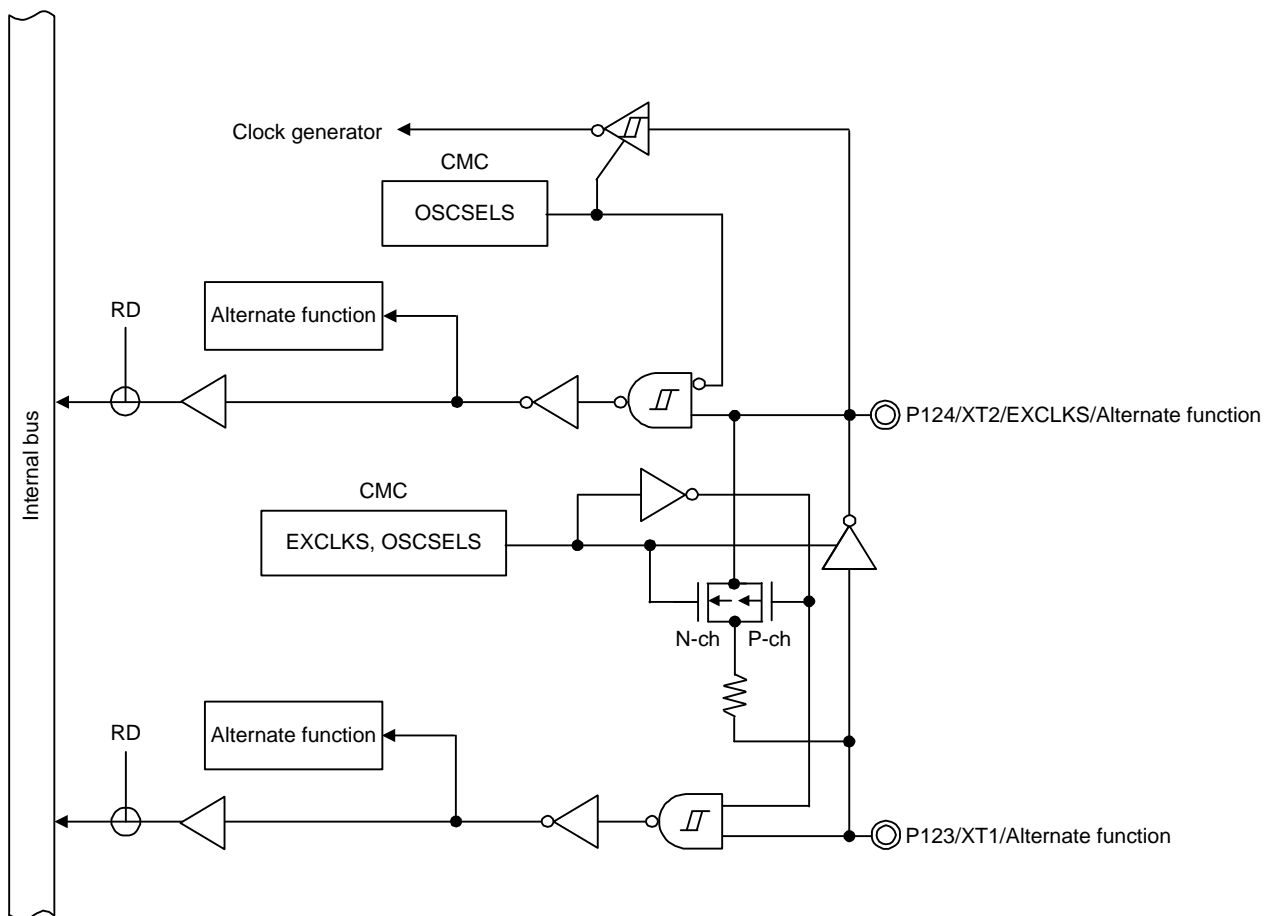 Clock generator
CMC
OSCSELS
RD
Alternate function
P124/XT2/EXCLKS/Alternate function
Internal bus
CMC
EXCLKS, OSCSELS
N-ch
P-ch
RD
Alternate function
P123/XT1/Alternate function